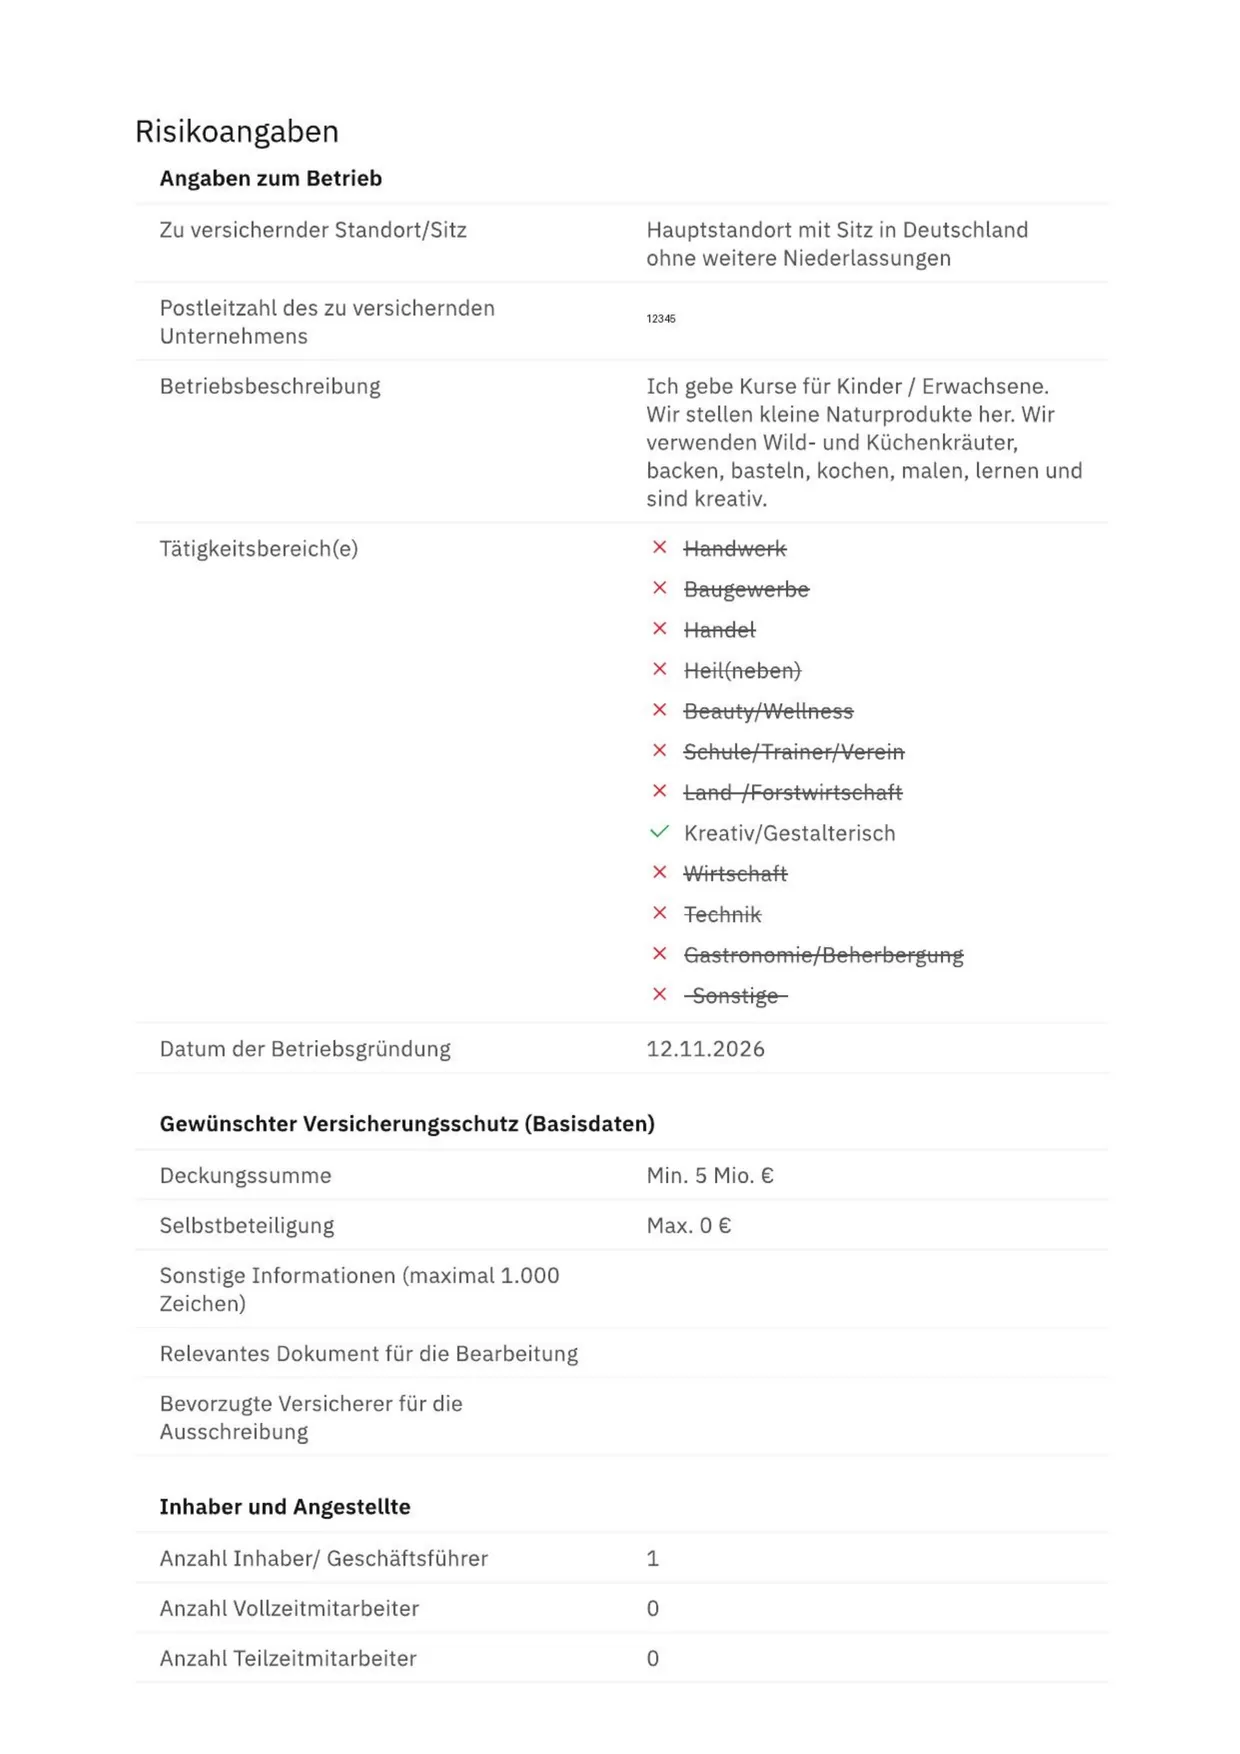 Risikoangaben
Angaben zum Betrieb
Zu versichernder Standort/Sitz
Hauptstandort mit Sitz in Deutschland
ohne weitere Niederlassungen
Postleitzahl des zu versichernden
Unternehmens
12345
Betriebsbeschreibung
Ich gebe Kurse für Kinder / Erwachsene.
Wir stellen kleine Naturprodukte her. Wir
verwenden Wild- und Küchenkräuter,
backen, basteln, kochen, malen, lernen und
sind kreativ.
Tätigkeitsbereich(e)
Handwerk
Baugewerbe
Handel
Heil(neben)
Beauty/Wellness
Schule/Trainer/Verein
Land-/Forstwirtschaft
Kreativ/Gestalterisch
Wirtschaft
Technik
Gastronomie/Beherbergung
-Sonstige-
Datum der Betriebsgründung
12.11.2026
Gewünschter Versicherungsschutz (Basisdaten)
Deckungssumme
Min. 5 Mio. €
Selbstbeteiligung
Max. 0 €
Sonstige Informationen (maximal 1.000
Zeichen)
Relevantes Dokument für die Bearbeitung
Bevorzugte Versicherer für die
Ausschreibung
Inhaber und Angestellte
Anzahl Inhaber/ Geschäftsführer
1
Anzahl Vollzeitmitarbeiter
0
Anzahl Teilzeitmitarbeiter
0